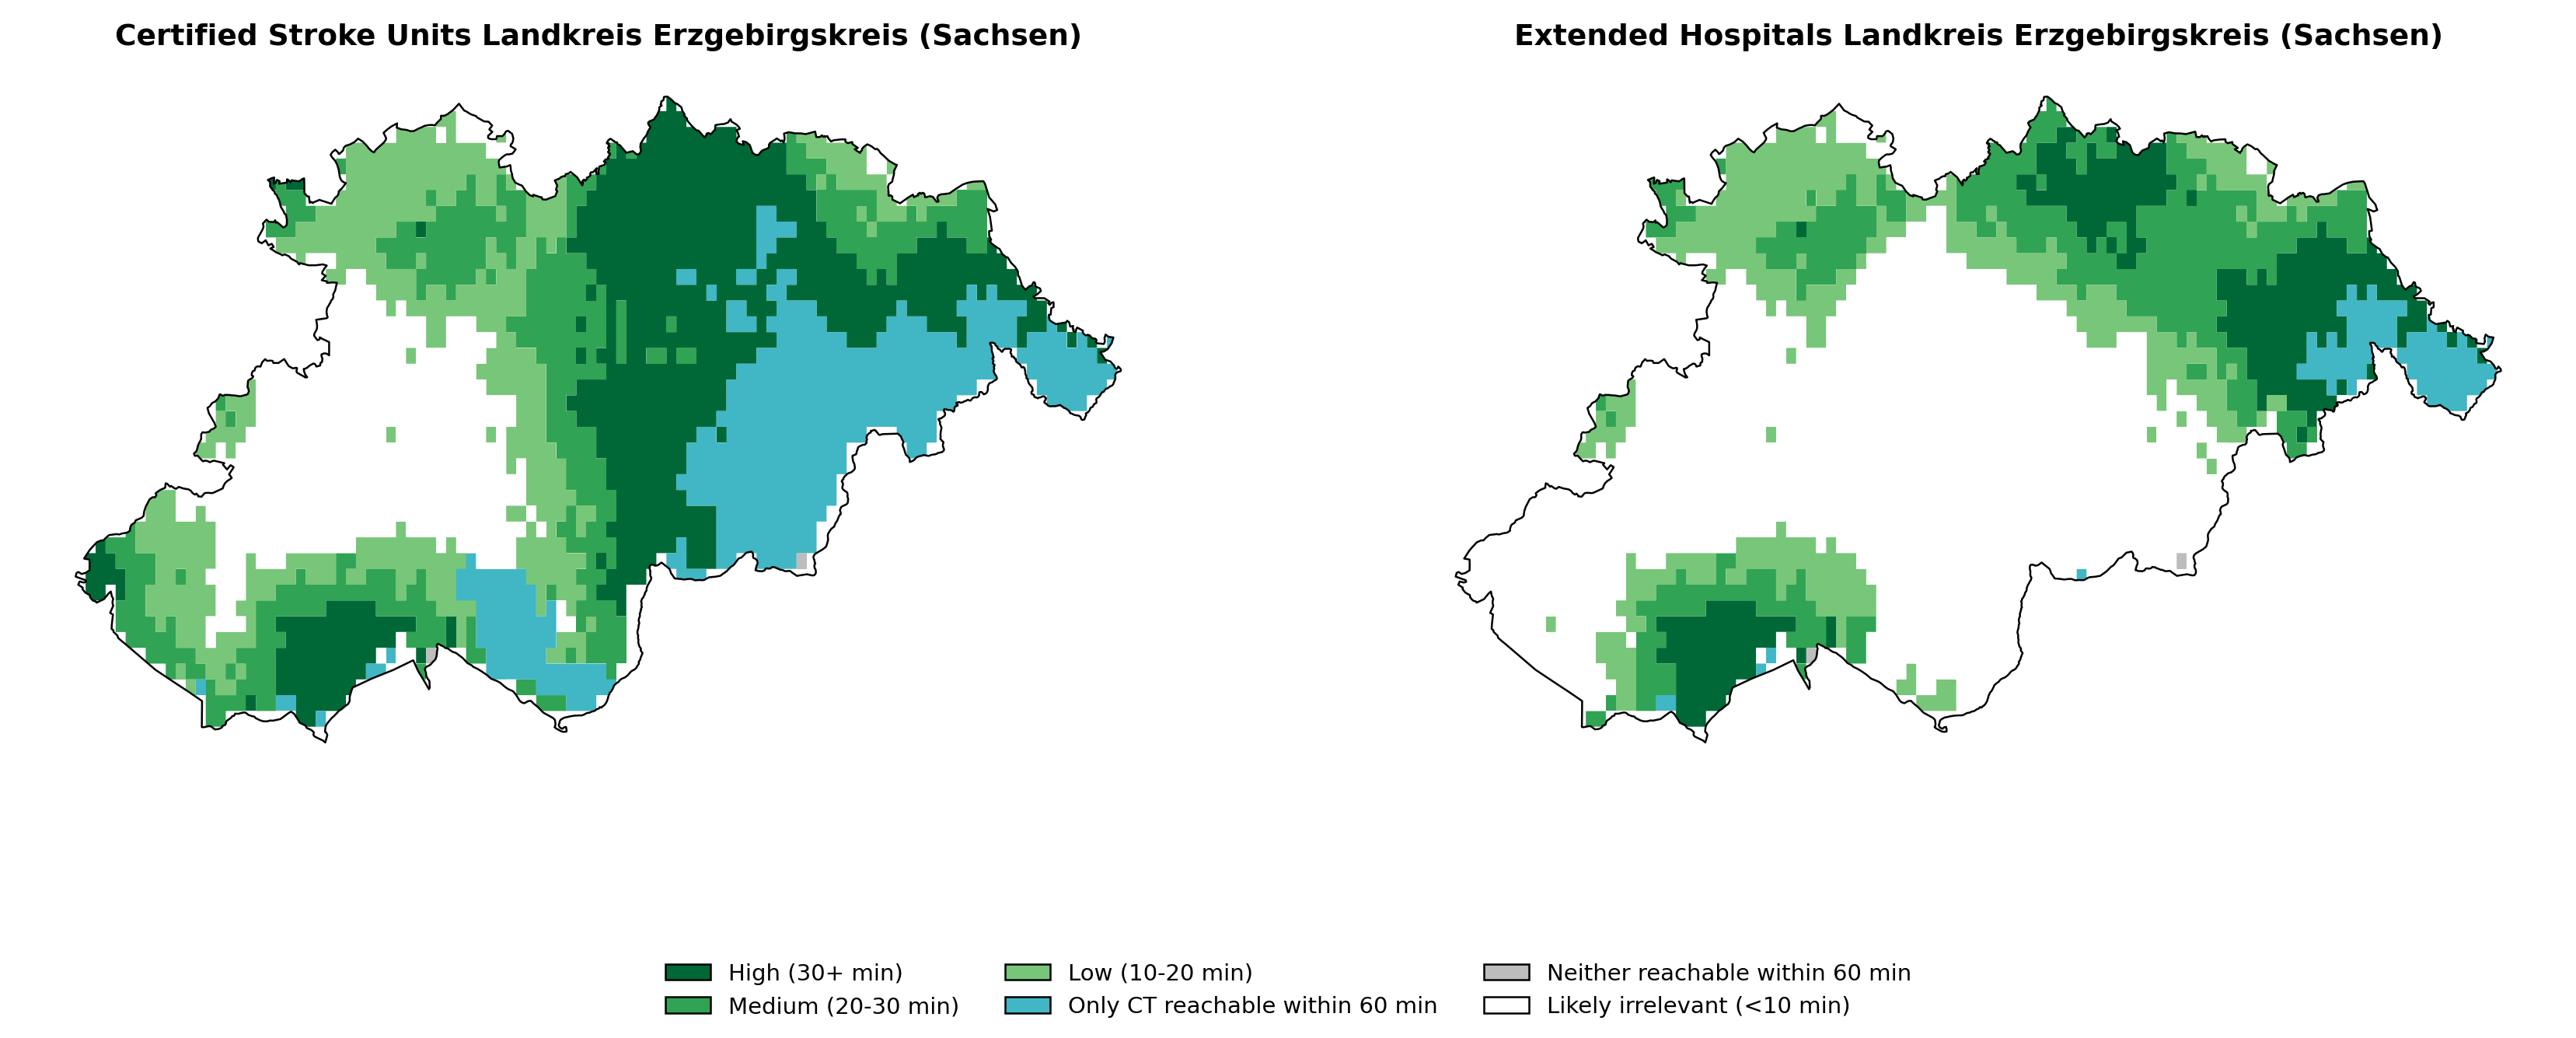 Certified Stroke Units Landkreis Erzgebirgskreis (Sachsen)
Extended Hospitals Landkreis Erzgebirgskreis (Sachsen)
High (30+ min)
Medium (20-30 min)
Low (10-20 min)
Only CT reachable within 60 min
Neither reachable within 60 min
Likely irrelevant (<10 min)